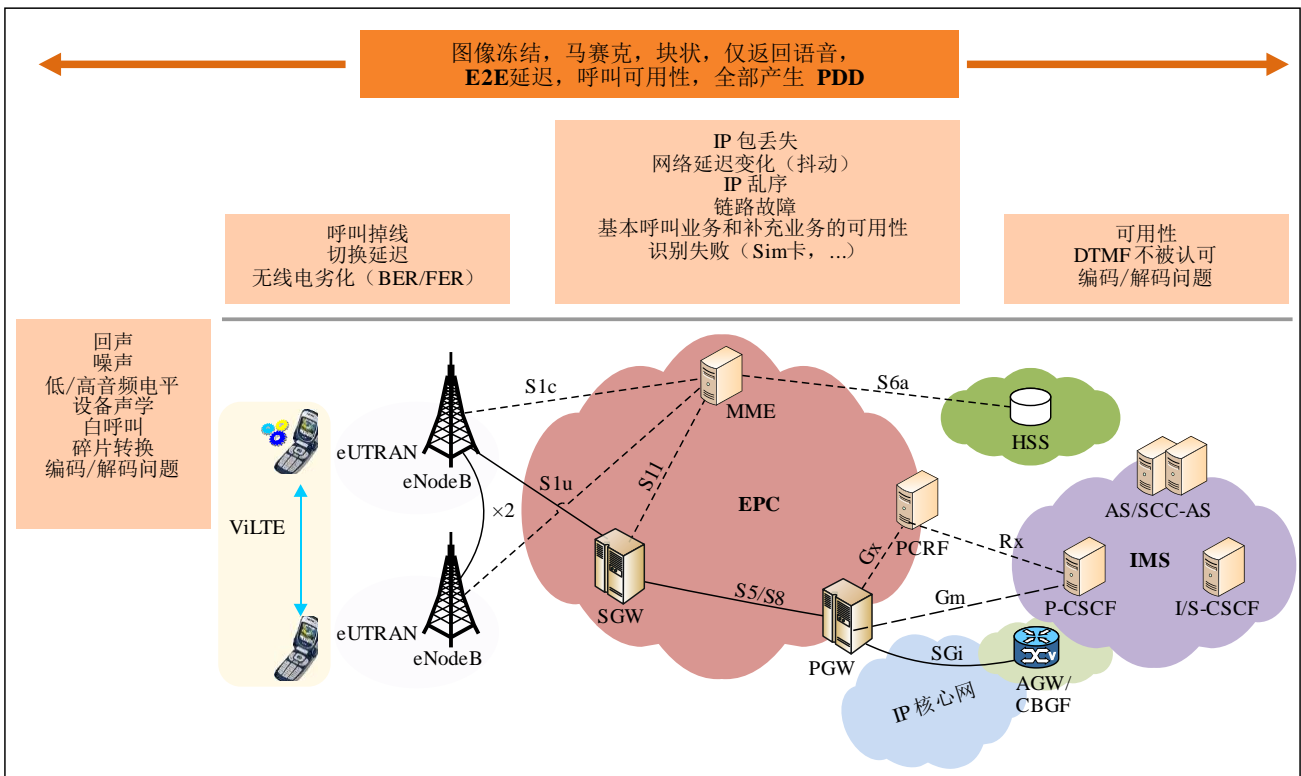 图像冻结，马赛克，块状，仅返回语音，
E2E延迟，呼叫可用性，全部产生 PDD
IP 包丢失
网络延迟变化（抖动）
IP 乱序
链路故障
基本呼叫业务和补充业务的可用性
识别失败（Sim卡，...）
呼叫掉线
切换延迟
无线电劣化（BER/FER）
可用性
DTMF 不被认可
编码/解码问题
回声
噪声
低/高音频电平
设备声学
白呼叫
碎片转换
编码/解码问题
ViLTE
eUTRAN
eNodeB
eUTRAN
eNodeB
×2
S1c
S1u
S11
MME
S6a
HSS
EPC
SGW
S5/S8
PGW
Gx
PCRF
Rx
Gm
SGi
AS/SCC-AS
IMS
P-CSCF
I/S-CSCF
V
AGW/
CBGF
IP 核心网